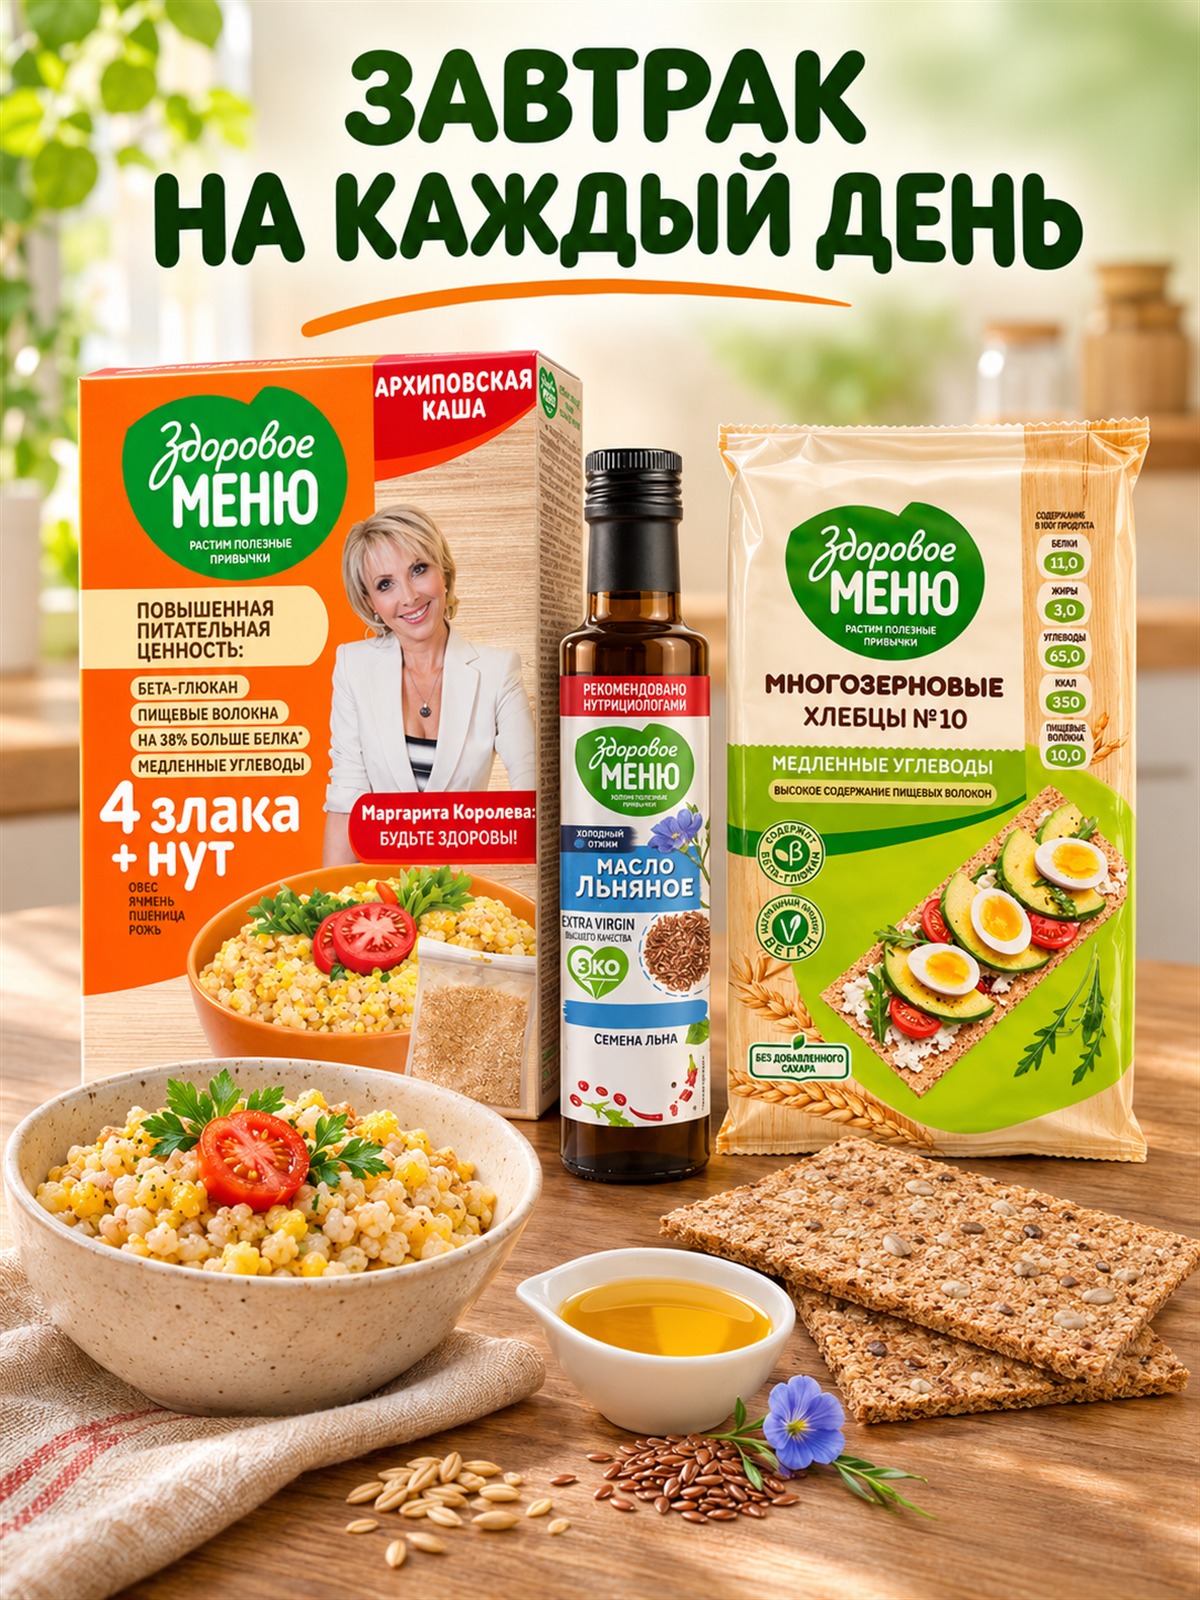 ЗАВТРАК
НА КАЖДЫЙ ДЕНЬ
АРХИПОВСКАЯ
КАША
Здоровое
МЕНЮ
РАСТИМ ПОЛЕЗНЫЕ
ПРИВЫЧКИ
ПОВЫШЕННАЯ
ПИТАТЕЛЬНАЯ
ЦЕННОСТЬ:
БЕТА-ГЛЮКАН
ПИЩЕВЫЕ ВОЛОКНА
НА 38% БОЛЬШЕ БЕЛКА*
МЕДЛЕННЫЕ УГЛЕВОДЫ
4 злака
+ нут
ОВЕС
ЯЧМЕНЬ
ПШЕНИЦА
РОЖЬ
Маргарита Королева:
БУДЬТЕ ЗДОРОВЫ!
РЕКОМЕНДОВАНО
НУТРИЦИОЛОГАМИ
Здоровое
МЕНЮ
ПРИВЫЧКИ
ХОЛОДНЫЙ
ОТЖИМ
МАСЛО
ЛЬНЯНОЕ
EXTRA VIRGIN
ВЫСШЕГО КАЧЕСТВА
ЭКО
СЕМЕНА ЛЬНА
Здоровое
МЕНЮ
РАСТИМ ПОЛЕЗНЫЕ
ПРИВЫЧКИ
МНОГОЗЕРНОВЫЕ
ХЛЕБЦЫ №10
МЕДЛЕННЫЕ УГЛЕВОДЫ
ВЫСОКОЕ СОДЕРЖАНИЕ ПИЩЕВЫХ ВОЛОКОН
СОДЕРЖАНИЕ
В 100Г ПРОДУКТА
БЕЛКИ
11,0
ЖИРЫ
3,0
УГЛЕВОДЫ
65,0
ККАЛ
350
ПИЩЕВЫЕ
ВОЛОКНА
10,0
СОДЕРЖИТ
β
БЕТА-ГЛЮКАН
ВЕГАН
БЕЗ ДОБАВЛЕННОГО
САХАРА